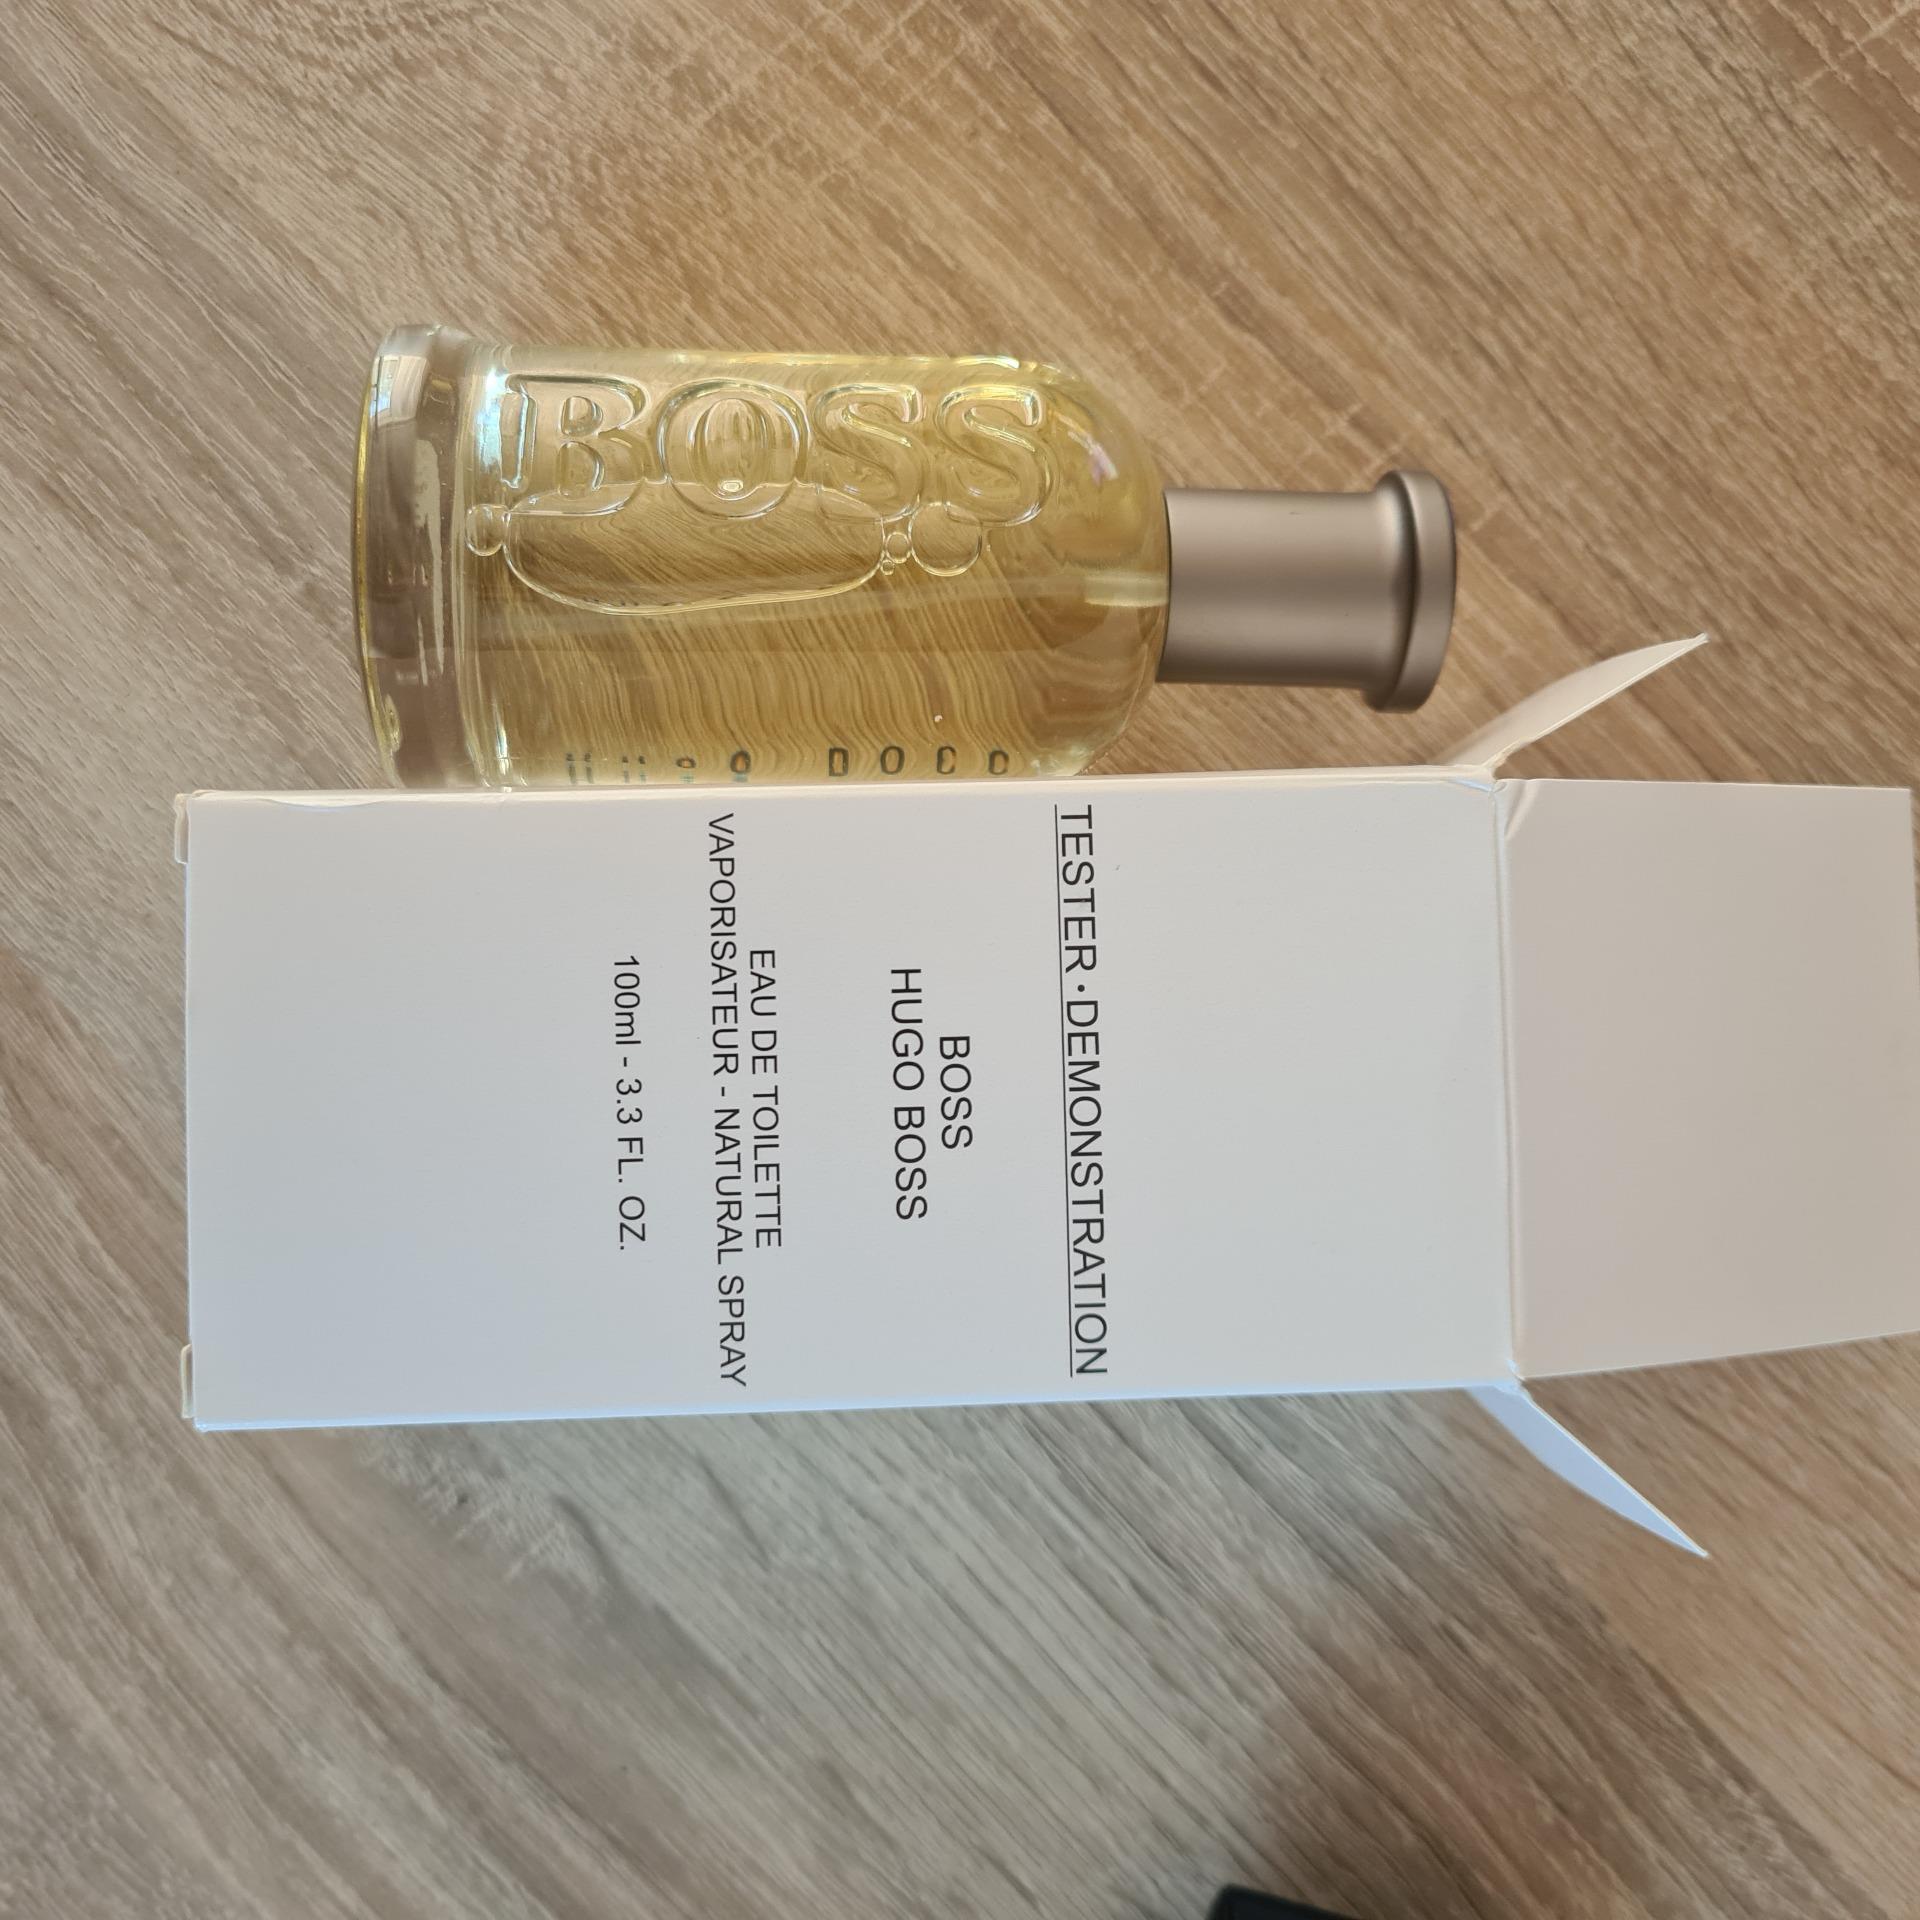 BOSS
TESTER·DEMONSTRATION
BOSS
HUGO BOSS
EAU DE TOILETTE
VAPORISATEUR - NATURAL SPRAY
100ml - 3.3 FL. OZ.